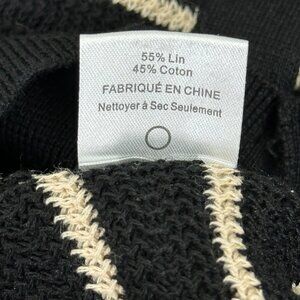 55% Lin
45% Coton
FABRIQUÉ EN CHINE
Nettoyer à Sec Seulement